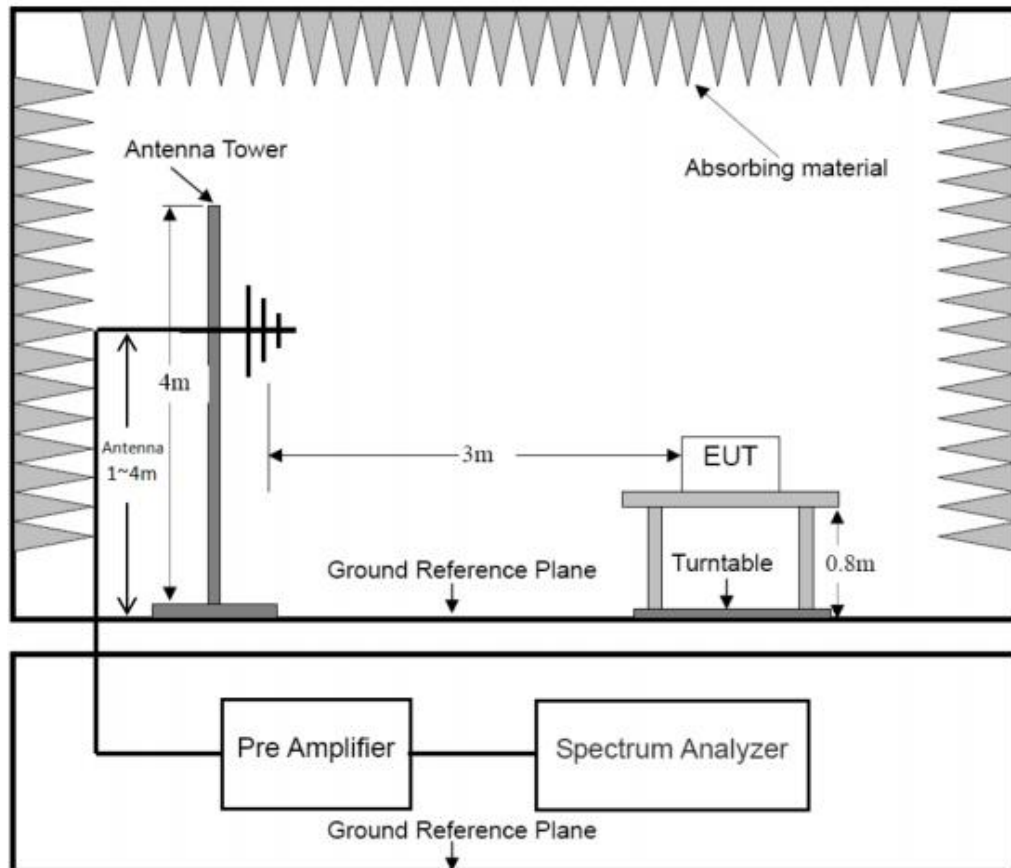 Antenna Tower
Absorbing material
4m
Antenna
1~4m
3m
EUT
Ground Reference Plane
Turntable
0.8m
Pre Amplifier
Spectrum Analyzer
Ground Reference Plane